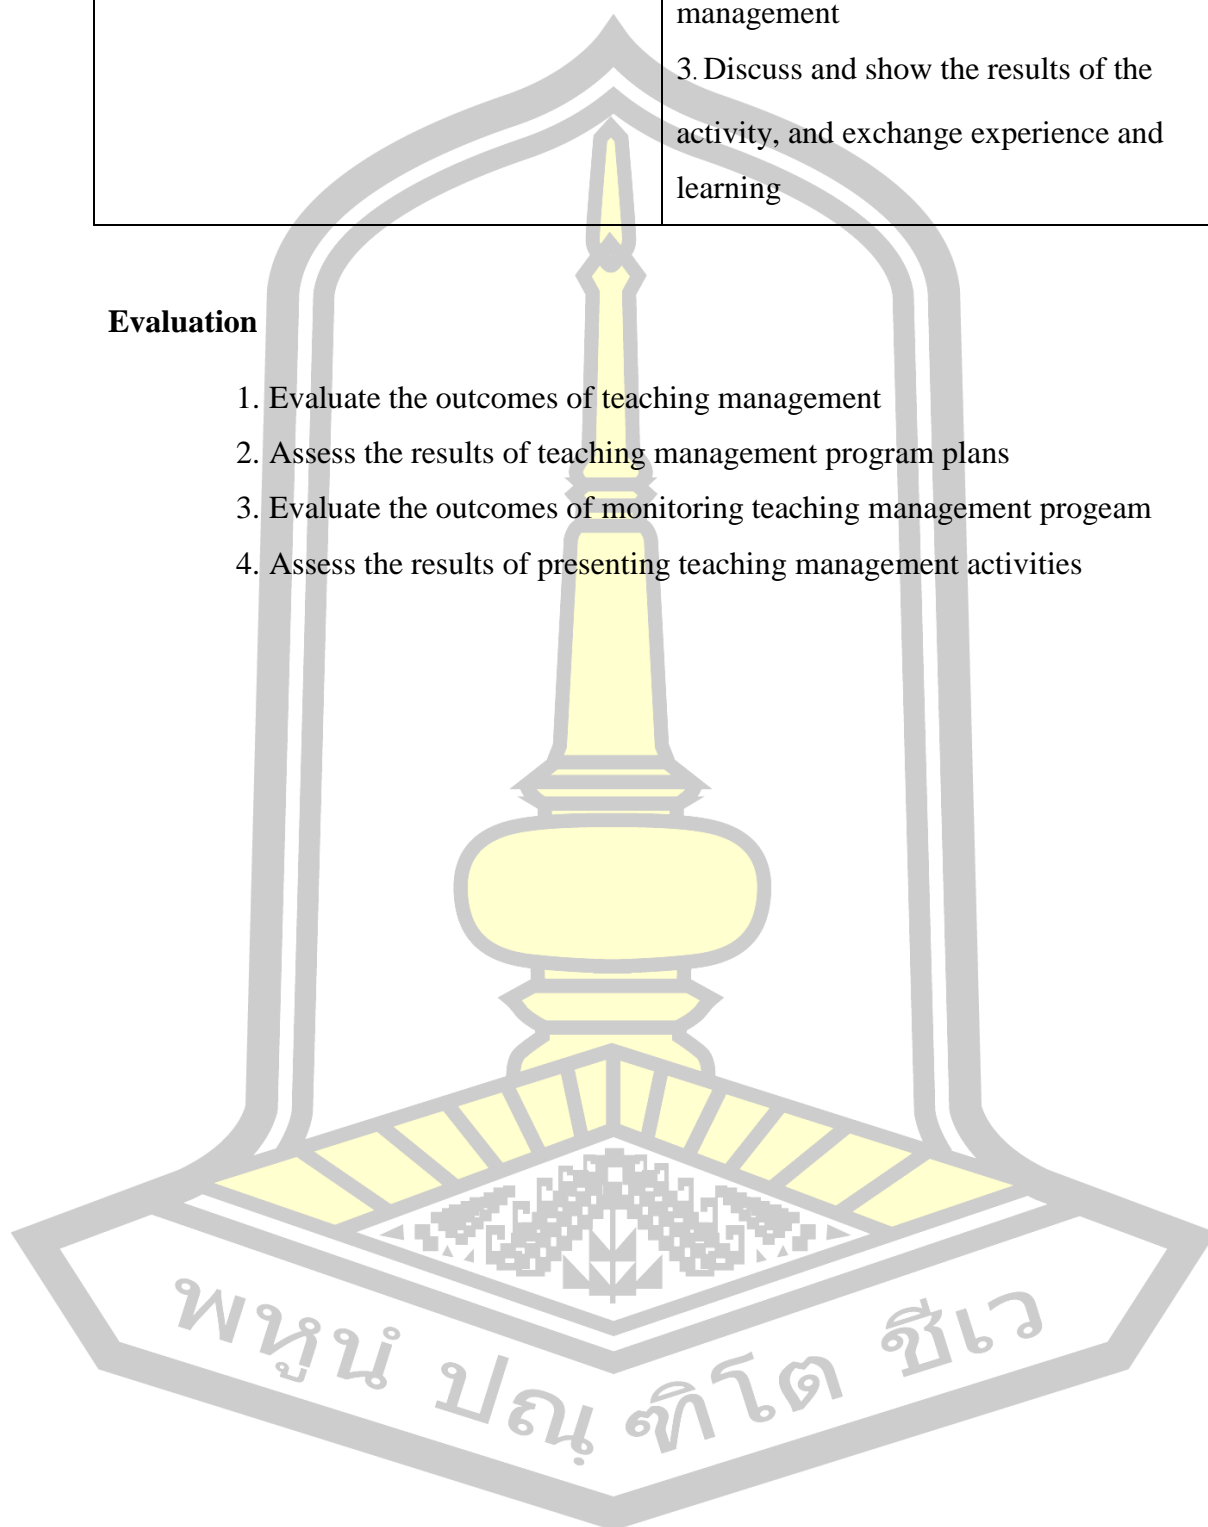 management
3. Discuss and show the results of the
activity, and exchange experience and
learning
Evaluation
1. Evaluate the outcomes of teaching management
2. Assess the results of teaching management program plans
3. Evaluate the outcomes of monitoring teaching management progeam
4. Assess the results of presenting teaching management activities
พหูนํ ปณฺฑิโต ชีเว